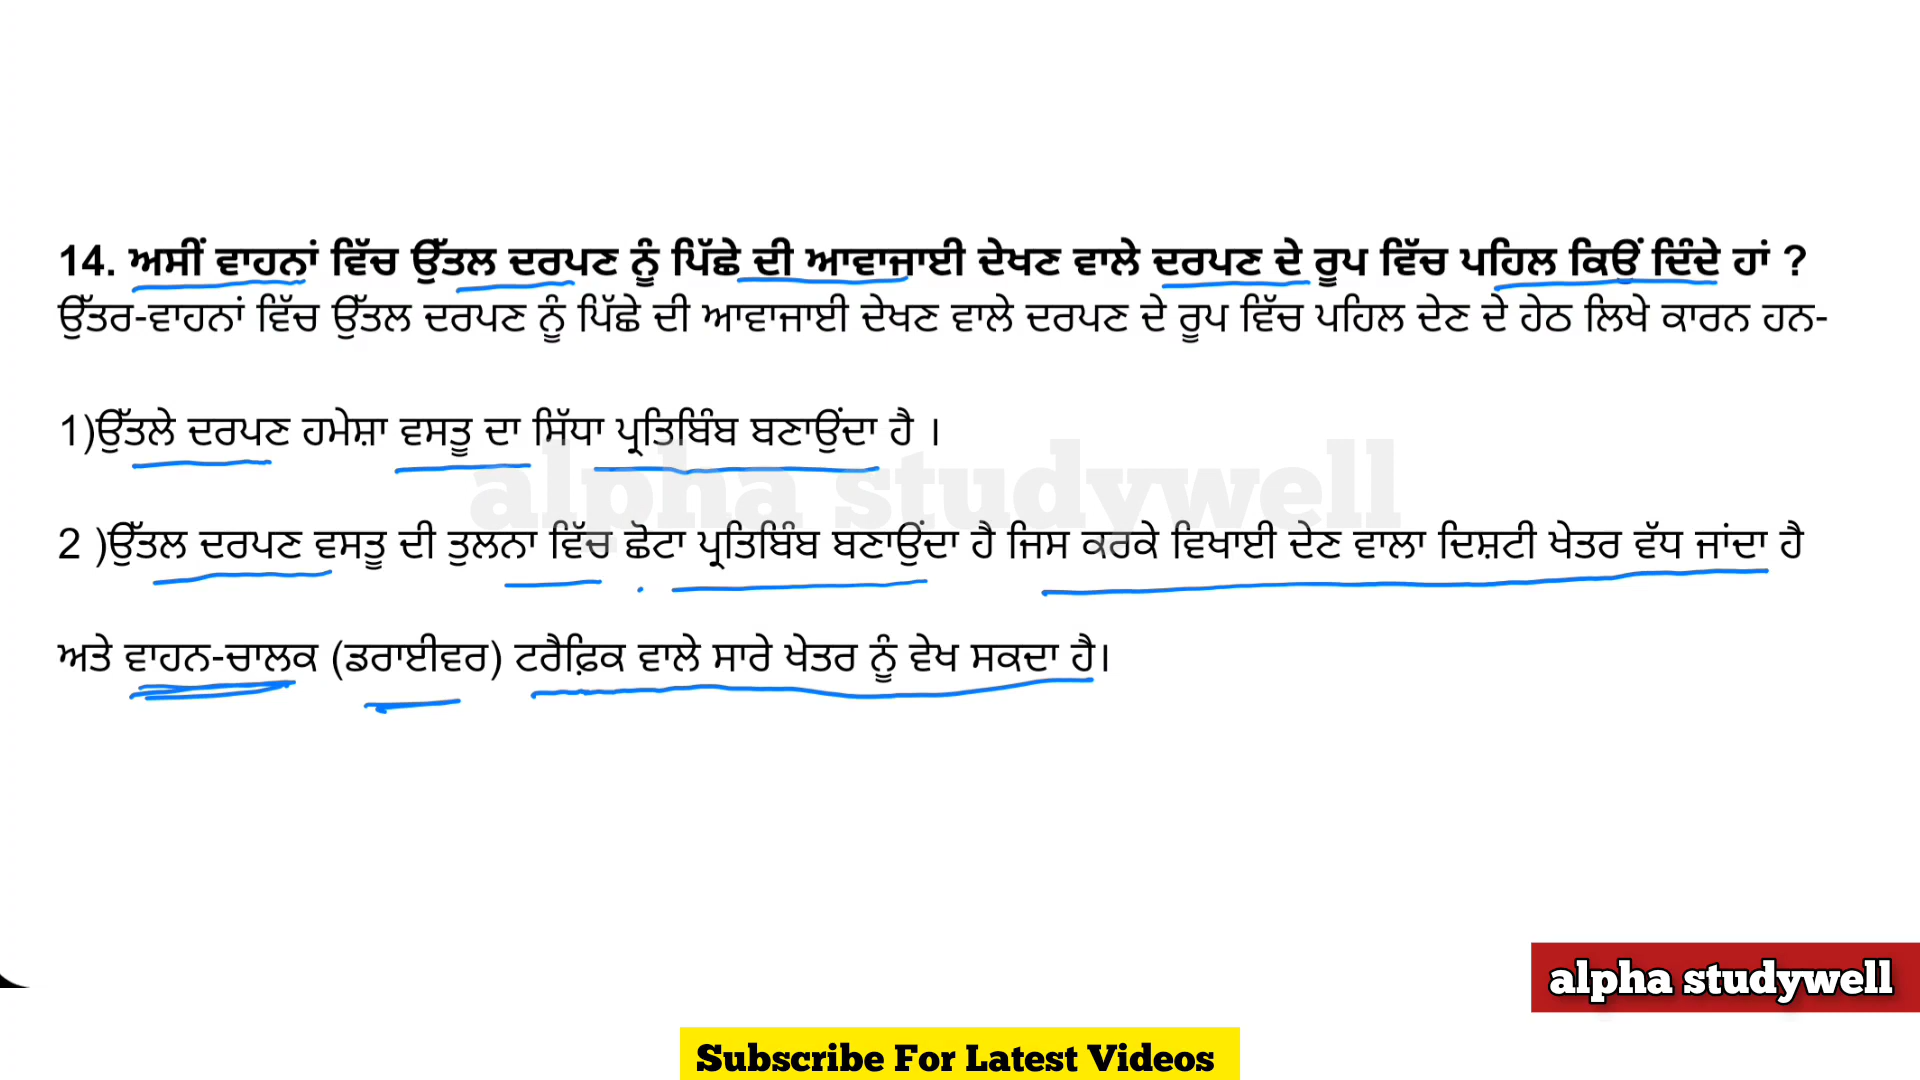 14. ਅਸੀਂ ਵਾਹਨਾਂ ਵਿੱਚ ਉੱਤਲ ਦਰਪਣ ਨੂੰ ਪਿੱਛੇ ਦੀ ਆਵਾਜਾਈ ਦੇਖਣ ਵਾਲੇ ਦਰਪਣ ਦੇ ਰੂਪ ਵਿੱਚ ਪਹਿਲ ਕਿਉਂ ਦਿੰਦੇ ਹਾਂ ?
ਉੱਤਰ-ਵਾਹਨਾਂ ਵਿੱਚ ਉੱਤਲ ਦਰਪਣ ਨੂੰ ਪਿੱਛੇ ਦੀ ਆਵਾਜਾਈ ਦੇਖਣ ਵਾਲੇ ਦਰਪਣ ਦੇ ਰੂਪ ਵਿੱਚ ਪਹਿਲ ਦੇਣ ਦੇ ਹੇਠ ਲਿਖੇ ਕਾਰਨ ਹਨ-
1)ਉੱਤਲੇ ਦਰਪਣ ਹਮੇਸ਼ਾ ਵਸਤੂ ਦਾ ਸਿੱਧਾ ਪ੍ਰਤਿਬਿੰਬ ਬਣਾਉਂਦਾ ਹੈ ।
alpha studywell
2 )ਉੱਤਲ ਦਰਪਣ ਵਸਤੂ ਦੀ ਤੁਲਨਾ ਵਿੱਚ ਛੋਟਾ ਪ੍ਰਤਿਬਿੰਬ ਬਣਾਉਂਦਾ ਹੈ ਜਿਸ ਕਰਕੇ ਵਿਖਾਈ ਦੇਣ ਵਾਲਾ ਦਿਸ਼ਟੀ ਖੇਤਰ ਵੱਧ ਜਾਂਦਾ ਹੈ
ਅਤੇ ਵਾਹਨ-ਚਾਲਕ (ਡਰਾਈਵਰ) ਟਰੈਫ਼ਿਕ ਵਾਲੇ ਸਾਰੇ ਖੇਤਰ ਨੂੰ ਵੇਖ ਸਕਦਾ ਹੈ।
alpha studywell
Subscribe For Latest Videos